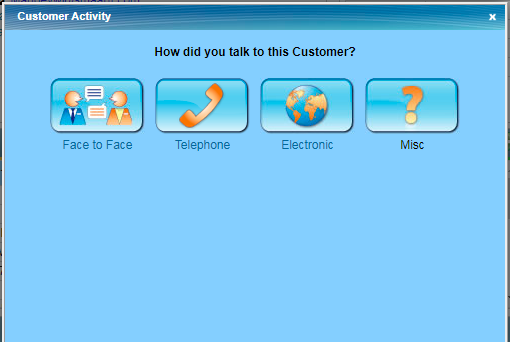 Customer Activity x
How did you talk to this Customer?
Face to Face Telephone Electronic Misc